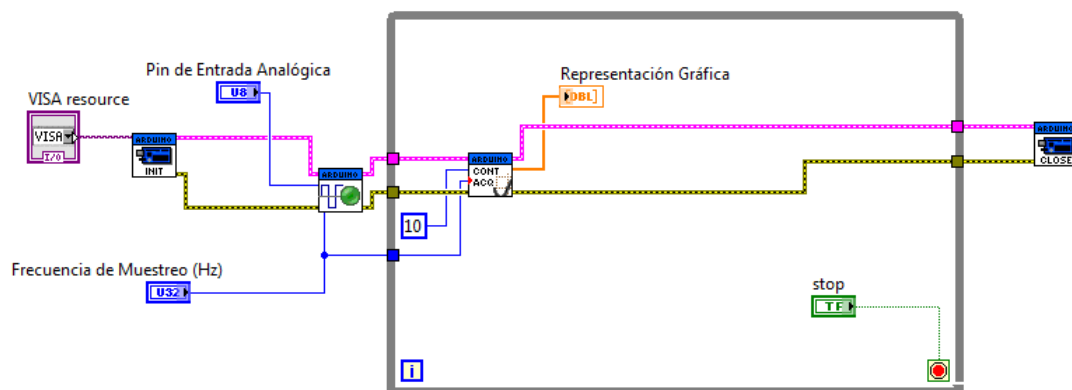 Pin de Entrada Analógica
U8
VISA resource
VISA
I/O
ARDUINO
INIT
ARDUINO
Frecuencia de Muestreo (Hz)
U32
Representación Gráfica
DBL]
ARDUINO
CONT
ACQ
10
stop
TF
i
ARDUINO
CLOSE